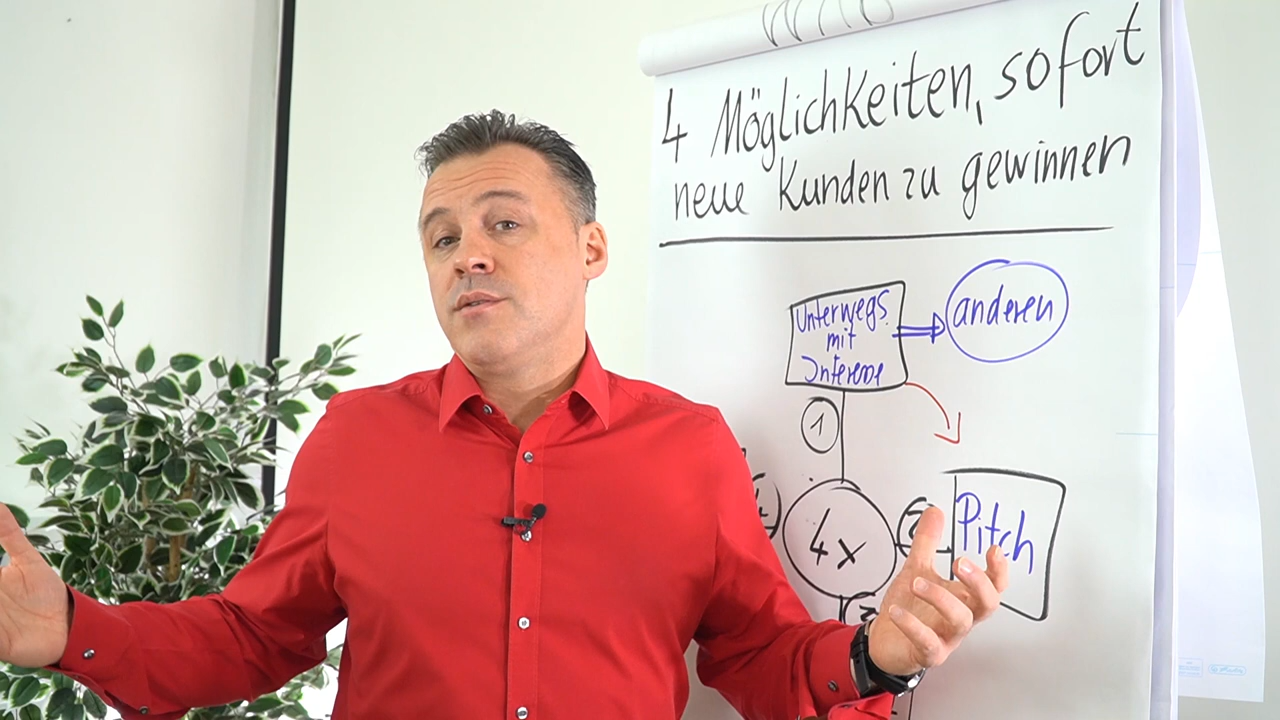 4 Möglichkeiten, sofort
neue Kunden zu gewinnen
Unterwegs
mit
Interesse
anderen
1
4x
Pitch